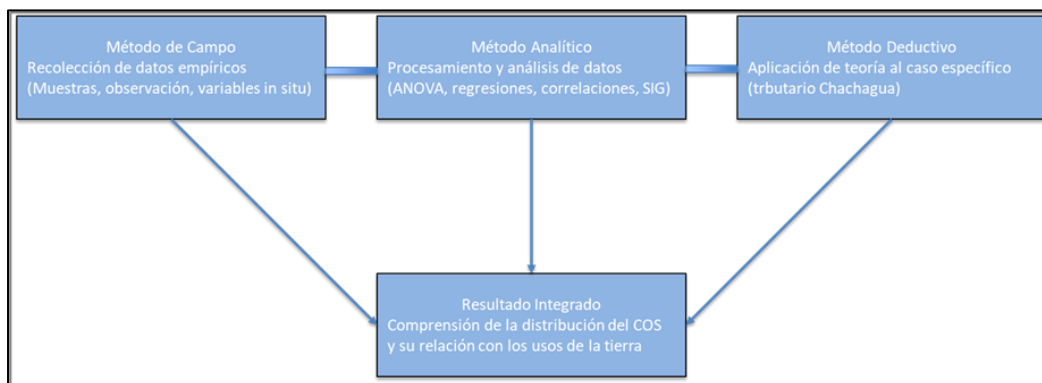 Método de Campo
Recolección de datos empíricos
(Muestras, observación, variables in situ)
Método Analítico
Procesamiento y análisis de datos
(ANOVA, regresiones, correlaciones, SIG)
Método Deductivo
Aplicación de teoría al caso específico
(trbutario Chachagua)
Resultado Integrado
Comprensión de la distribución del COS
y su relación con los usos de la tierra